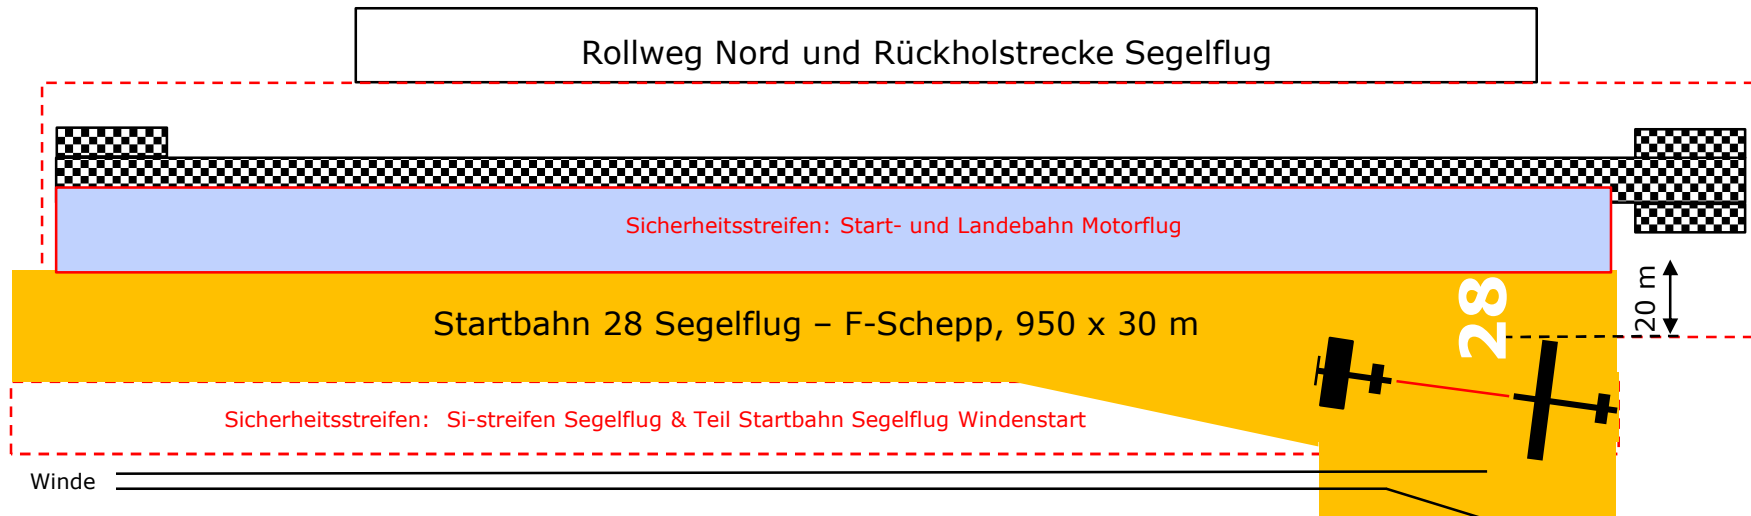 Rollweg Nord und Rückholstrecke Segelflug
Sicherheitsstreifen: Start- und Landebahn Motorflug
28
20 m
Startbahn 28 Segelflug – F-Schepp, 950 x 30 m
Sicherheitsstreifen: Si-streifen Segelflug & Teil Startbahn Segelflug Windenstart
Winde